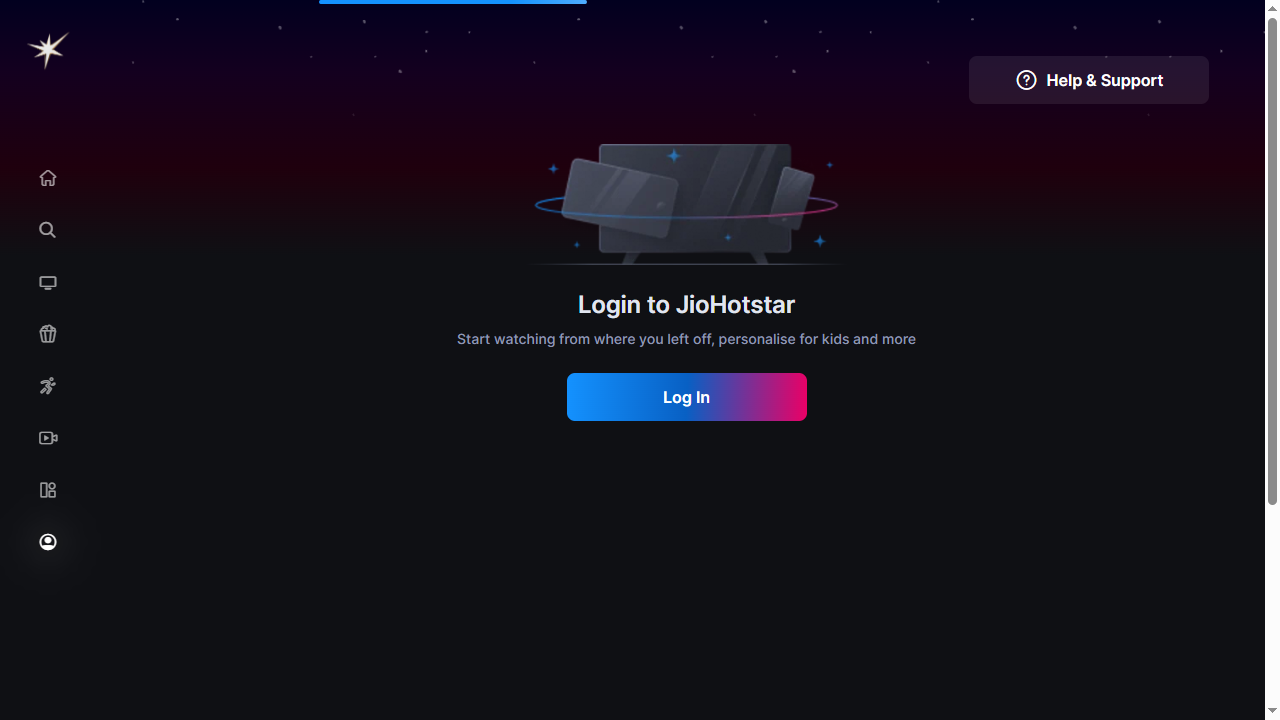 Help & Support
Login to JioHotstar
Start watching from where you left off, personalise for kids and more
Log In